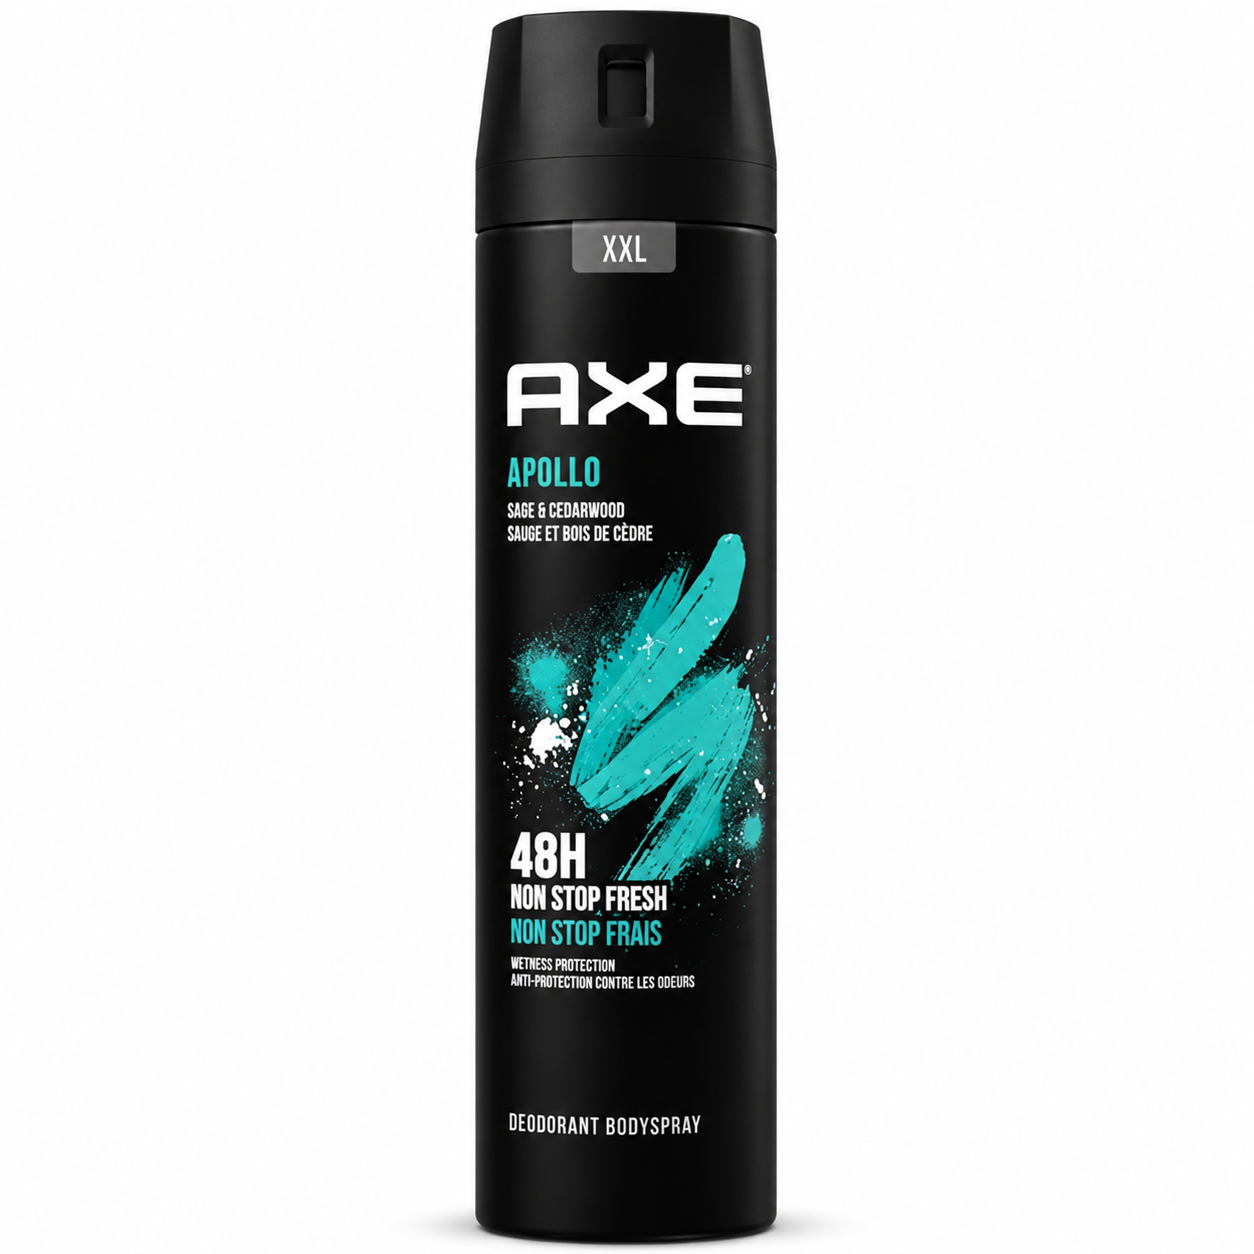 XXL
AXE®
APOLLO
SAGE & CEDARWOOD
SAUGE ET BOIS DE CÈDRE
48H
NON STOP FRESH
NON STOP FRAIS
WETNESS PROTECTION
ANTI-PROTECTION CONTRE LES ODEURS
DEODORANT BODYSPRAY